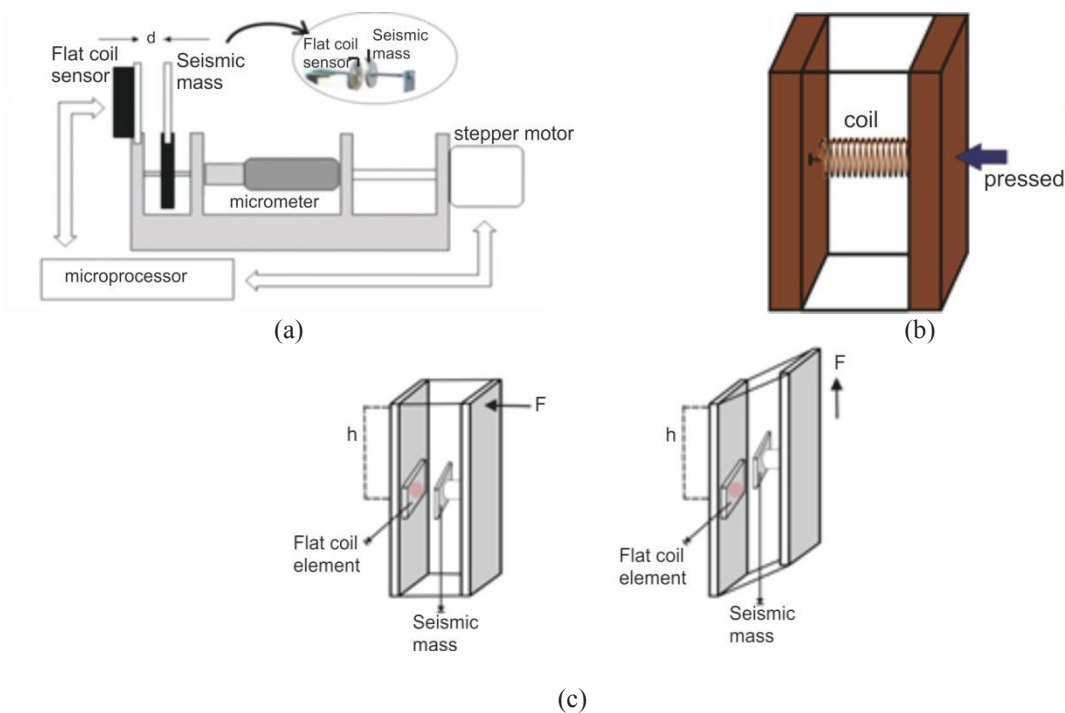 d
Flat coil
sensor
Seismic
mass
Flat coil
sensor
Seismic
mass
stepper motor
micrometer
microprocessor
(a)
coil
pressed
(b)
F
h
Flat coil
element
Seismic
mass
F
h
Flat coil
element
Seismic
mass
(c)